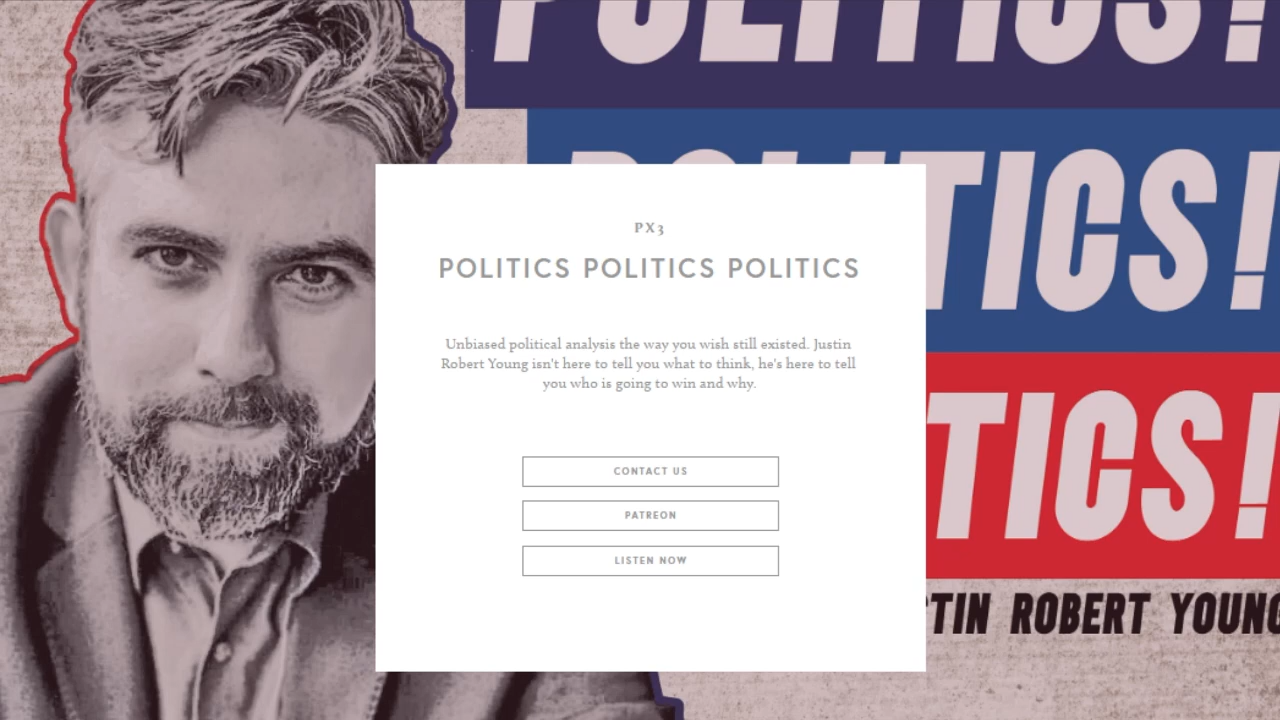 POLITICS!
POLITICS!
PX3
POLITICS POLITICS POLITICS
Unbiased political analysis the way you wish still existed. Justin
Robert Young isn't here to tell you what to think, he's here to tell
you who is going to win and why.
TICS!
CONTACT US
PATREON
LISTEN NOW
TIN ROBERT YOUNG